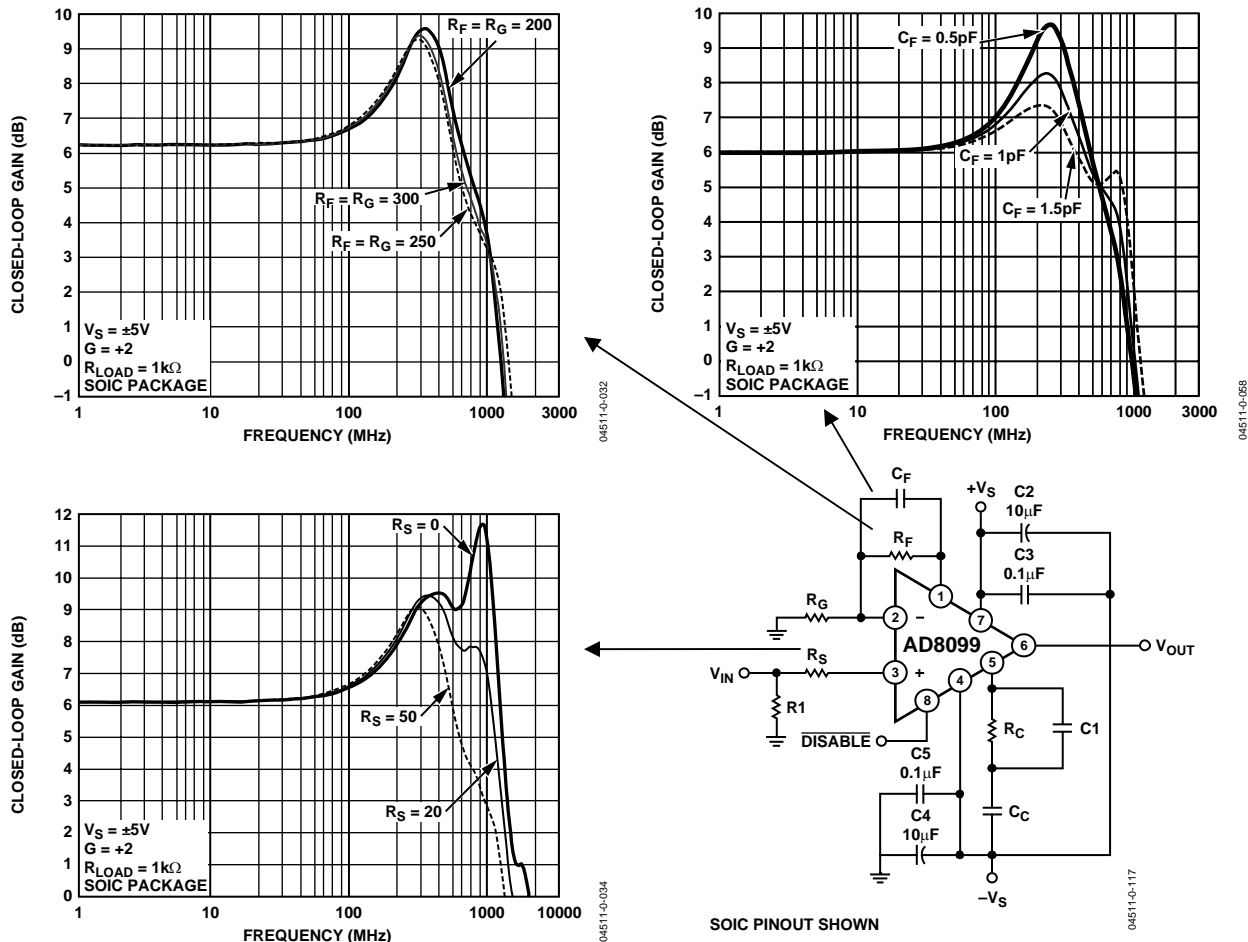 10
9
8
7
6
5
4
3
2
1
0
–1
CLOSED-LOOP GAIN (dB)
RF = RG = 200
RF = RG = 300
RF = RG = 250
VS = ±5V
G = +2
RLOAD = 1kΩ
SOIC PACKAGE
1 10 100 1000 3000
FREQUENCY (MHz)
04511-0-032
10
9
8
7
6
5
4
3
2
1
0
–1
CLOSED-LOOP GAIN (dB)
CF = 0.5pF
CF = 1pF
CF = 1.5pF
VS = ±5V
G = +2
RLOAD = 1kΩ
SOIC PACKAGE
1 10 100 1000 3000
FREQUENCY (MHz)
04511-0-058
12
11
10
9
8
7
6
5
4
3
2
1
0
CLOSED-LOOP GAIN (dB)
RS = 0
RS = 50
RS = 20
VS = ±5V
G = +2
RLOAD = 1kΩ
SOIC PACKAGE
1 10 100 1000 10000
FREQUENCY (MHz)
04511-0-034
CF
RF
+VS
C2
10μF
C3
0.1μF
RG
2 –
1
7
AD8099
6
VOUT
VIN
RS
3 +
5
4
8
R1
DISABLE
RC
C1
C5
0.1μF
C4
10μF
CC
–VS
SOIC PINOUT SHOWN
04511-0-117